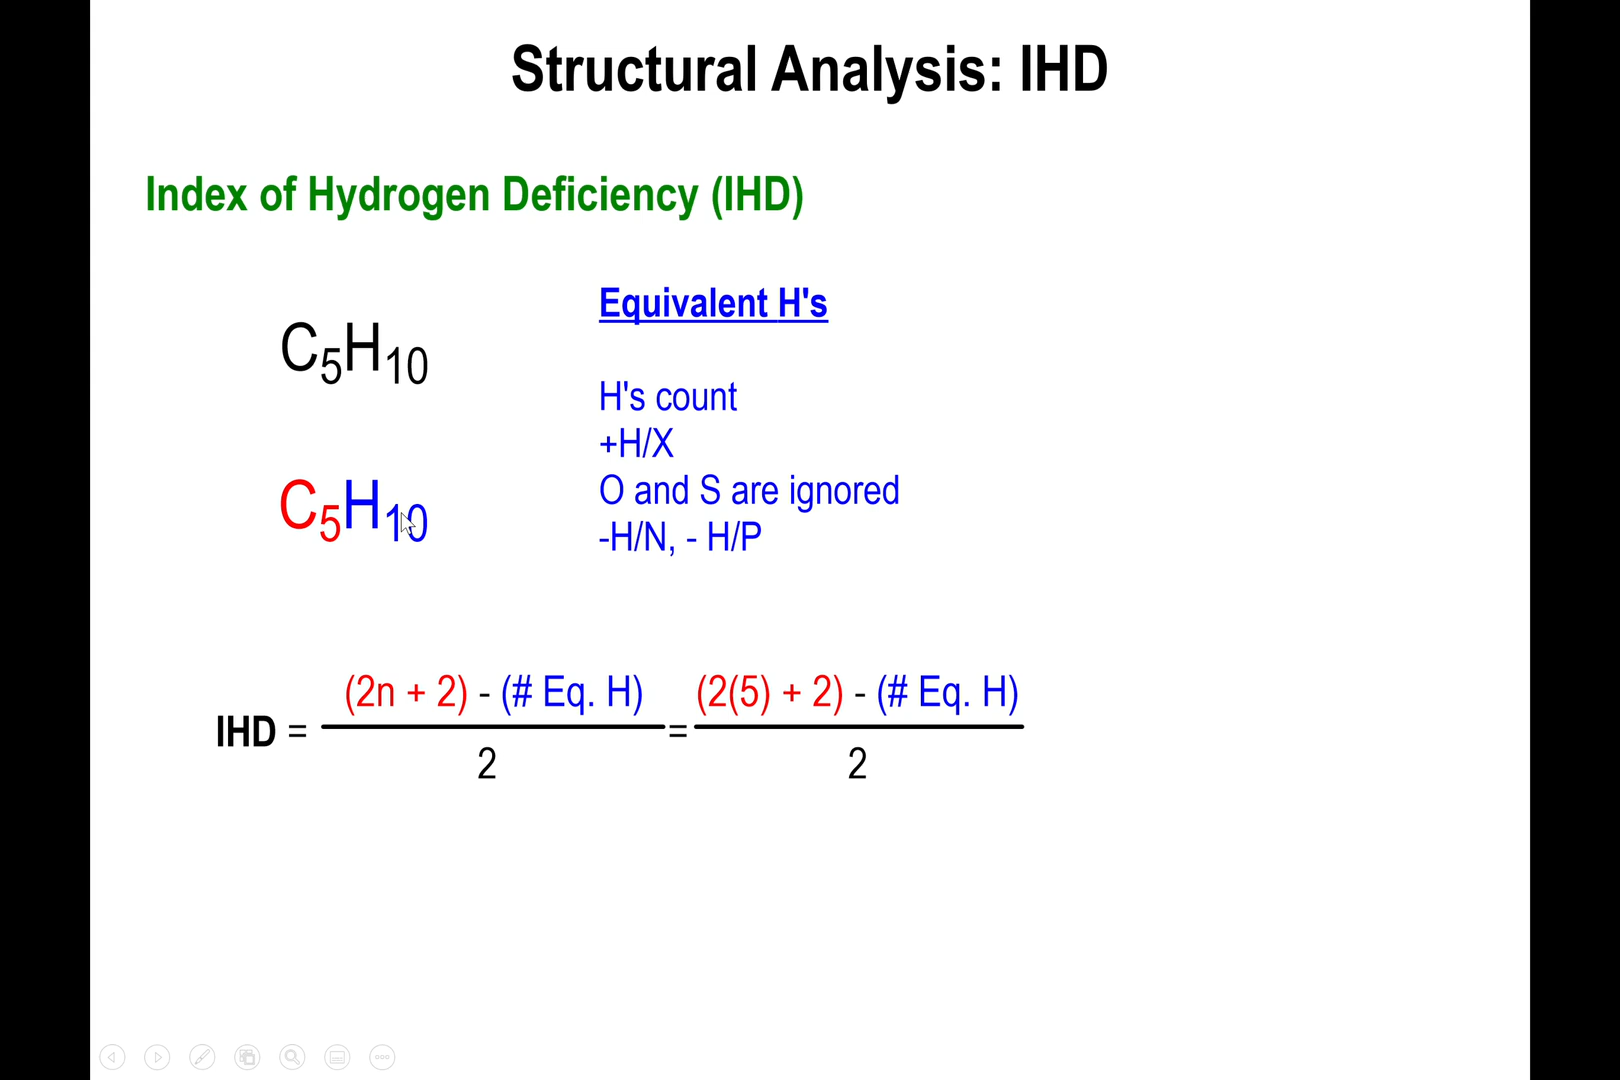 Structural Analysis: IHD
Index of Hydrogen Deficiency (IHD)
Equivalent H's
C₅H₁₀
H's count
+H/X
C₅H₁₀
O and S are ignored
-H/N, - H/P
IHD = (2n + 2) - (# Eq. H) / 2 = (2(5) + 2) - (# Eq. H) / 2